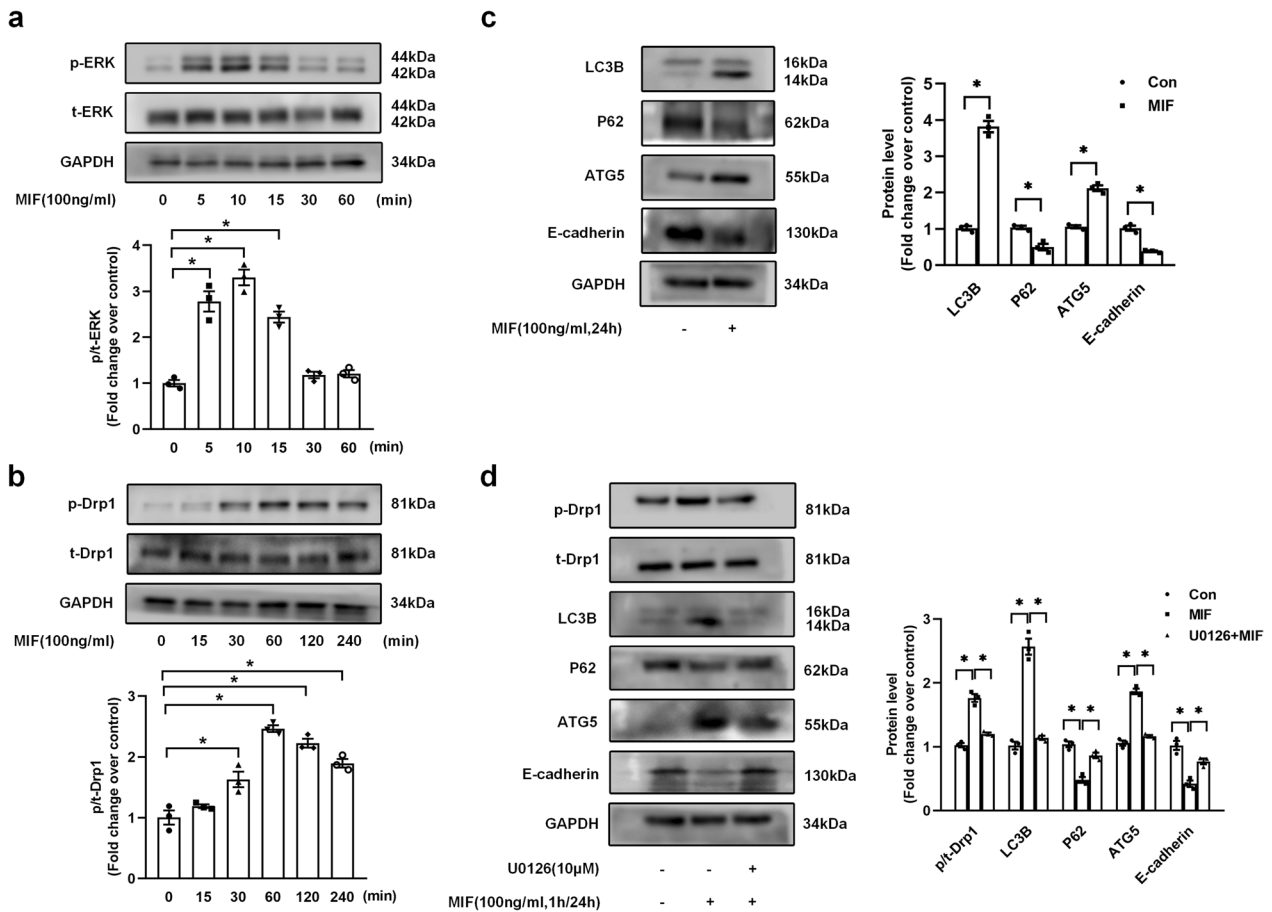 a
p-ERK
44kDa
42kDa
t-ERK
44kDa
42kDa
GAPDH
34kDa
MIF(100ng/ml) 0 5 10 15 30 60 (min)
p/t-ERK
(Fold change over control)
4
3
2
1
0
* * *
0 5 10 15 30 60 (min)
b
p-Drp1
81kDa
t-Drp1
81kDa
GAPDH
34kDa
MIF(100ng/ml) 0 15 30 60 120 240 (min)
p/t-Drp1
(Fold change over control)
3
2
1
0
* * * *
0 15 30 60 120 240 (min)
c
LC3B
16kDa
14kDa
P62
62kDa
ATG5
55kDa
E-cadherin
130kDa
GAPDH
34kDa
MIF(100ng/ml,24h) - +
Protein level
(Fold change over control)
5
4
3
2
1
0
* * * *
Con
MIF
LC3B P62 ATG5 E-cadherin
d
p-Drp1
81kDa
t-Drp1
81kDa
LC3B
16kDa
14kDa
P62
62kDa
ATG5
55kDa
E-cadherin
130kDa
GAPDH
34kDa
U0126(10μM) - - +
MIF(100ng/ml,1h/24h) - + +
Protein level
(Fold change over control)
3
2
1
0
* * * * * * * * * *
Con
MIF
U0126+MIF
p/t-Drp1 LC3B P62 ATG5 E-cadherin